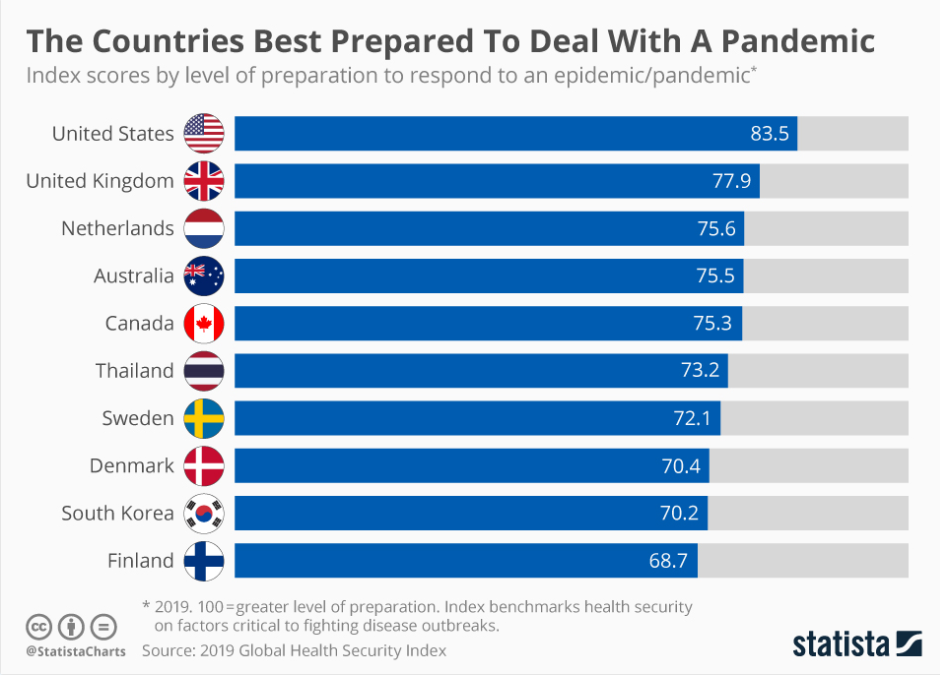 The Countries Best Prepared To Deal With A Pandemic
Index scores by level of preparation to respond to an epidemic/pandemic*
United States 83.5
United Kingdom 77.9
Netherlands 75.6
Australia 75.5
Canada 75.3
Thailand 73.2
Sweden 72.1
Denmark 70.4
South Korea 70.2
Finland 68.7
* 2019. 100=greater level of preparation. Index benchmarks health security
on factors critical to fighting disease outbreaks.
cc
@StatistaCharts Source: 2019 Global Health Security Index
statista